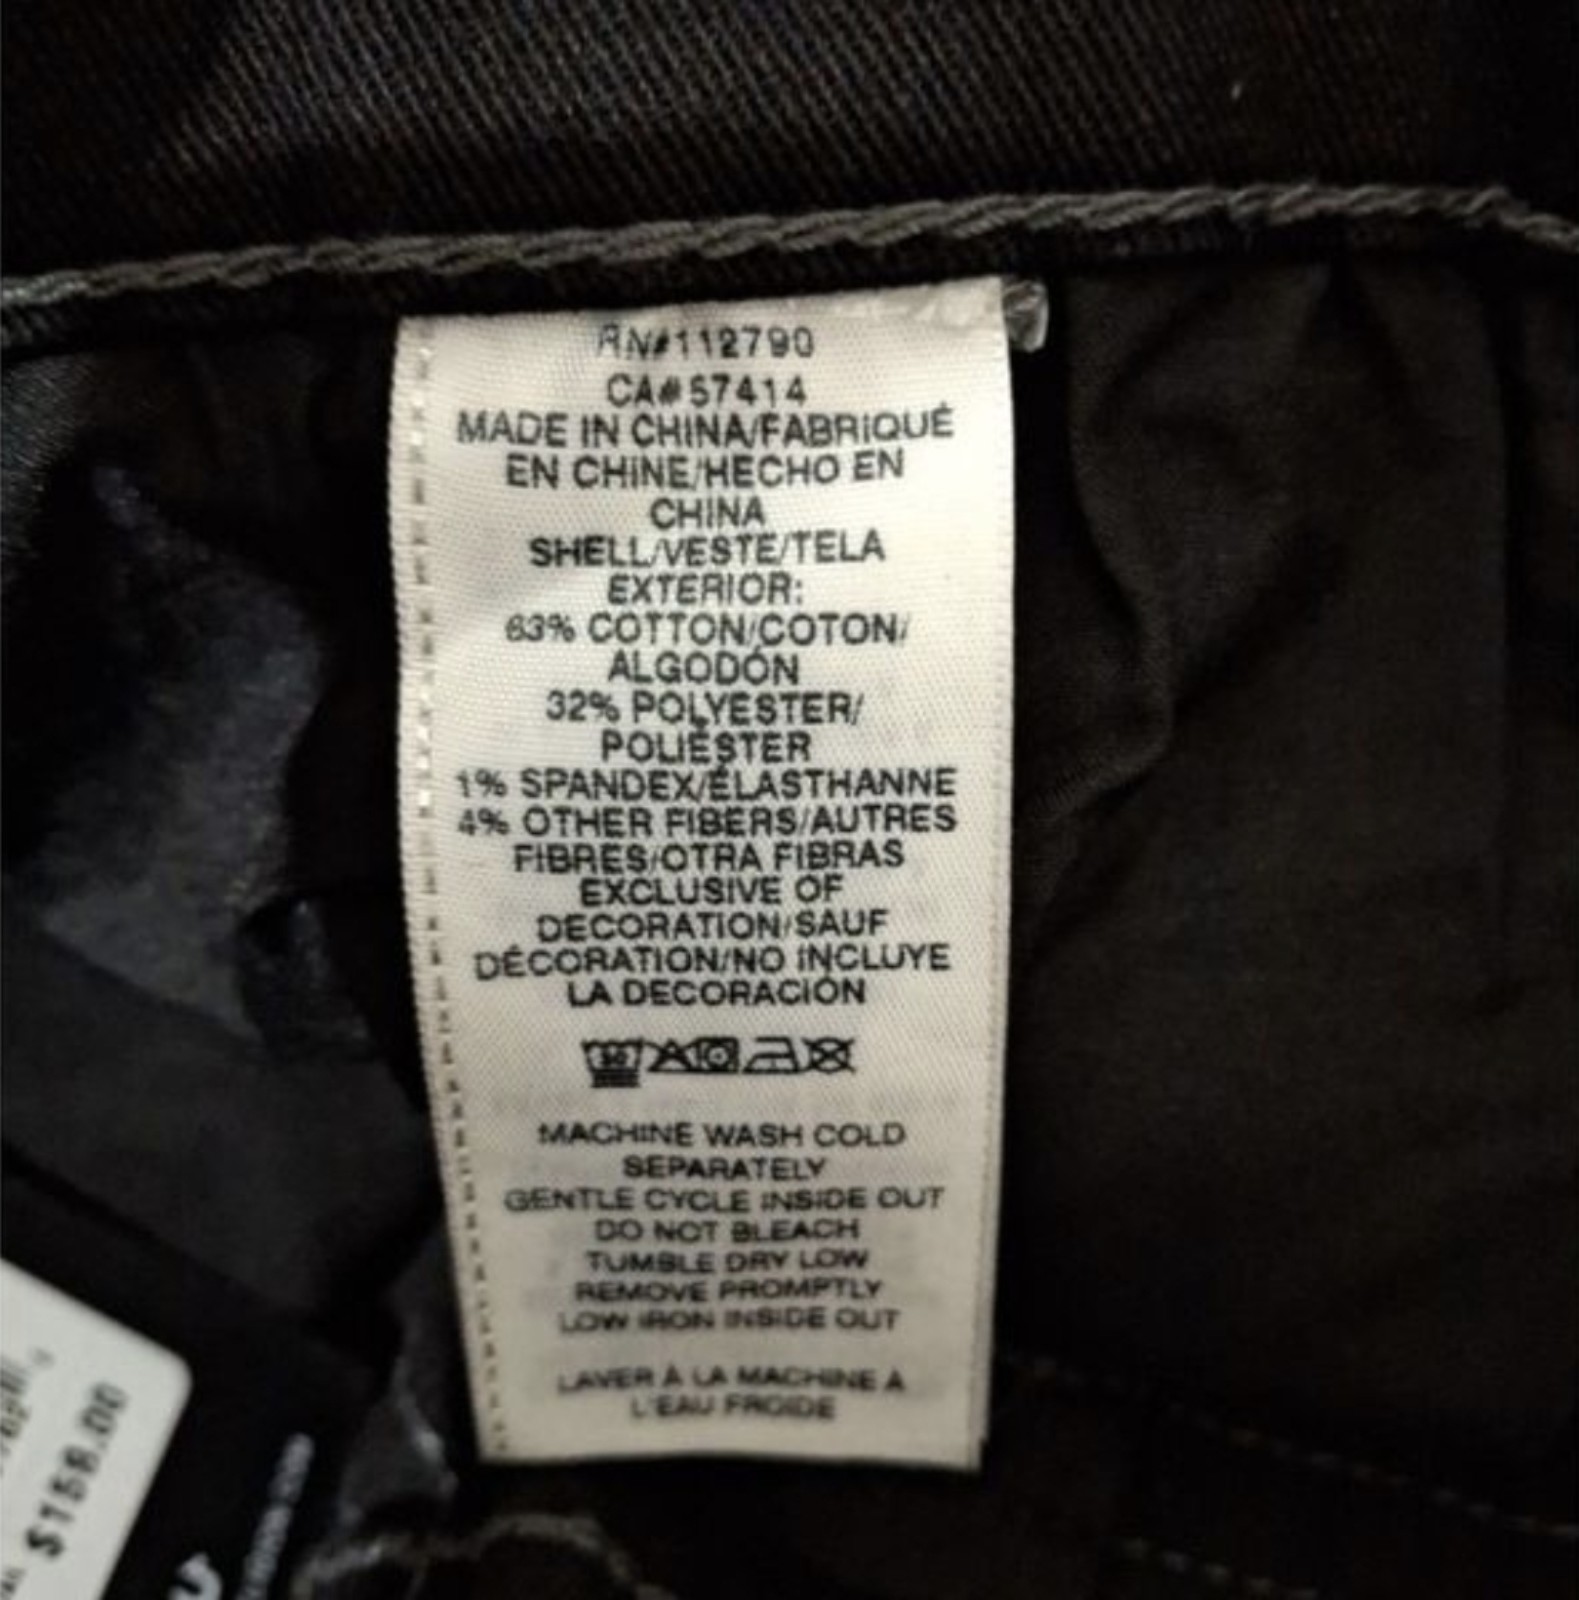 RN#112790
CA#57414
MADE IN CHINA/FABRIQUÉ
EN CHINE/HECHO EN
CHINA
SHELL/VESTE/TELA
EXTERIOR:
63% COTTON/COTON/
ALGODÓN
32% POLYESTER/
POLIÉSTER
1% SPANDEX/ÉLASTHANNE
4% OTHER FIBERS/AUTRES
FIBRES/OTRA FIBRAS
EXCLUSIVE OF
DECORATION/SAUF
DÉCORATION/NO INCLUYE
LA DECORACIÓN
30
MACHINE WASH COLD
SEPARATELY
GENTLE CYCLE INSIDE OUT
DO NOT BLEACH
TUMBLE DRY LOW
REMOVE PROMPTLY
LOW IRON INSIDE OUT
LAVER À LA MACHINE A
L'EAU FROIDE